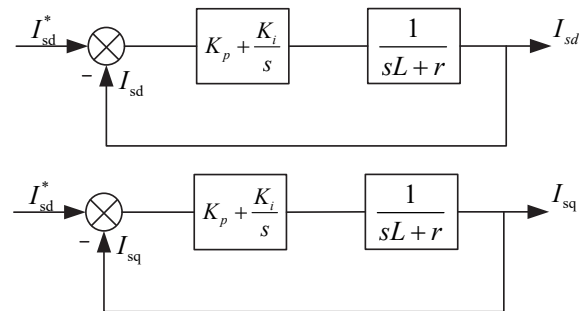 I*sd
Kp + Ki/s
1/(sL + r)
Isd
− Isd
I*sd
Kp + Ki/s
1/(sL + r)
Isq
− Isq